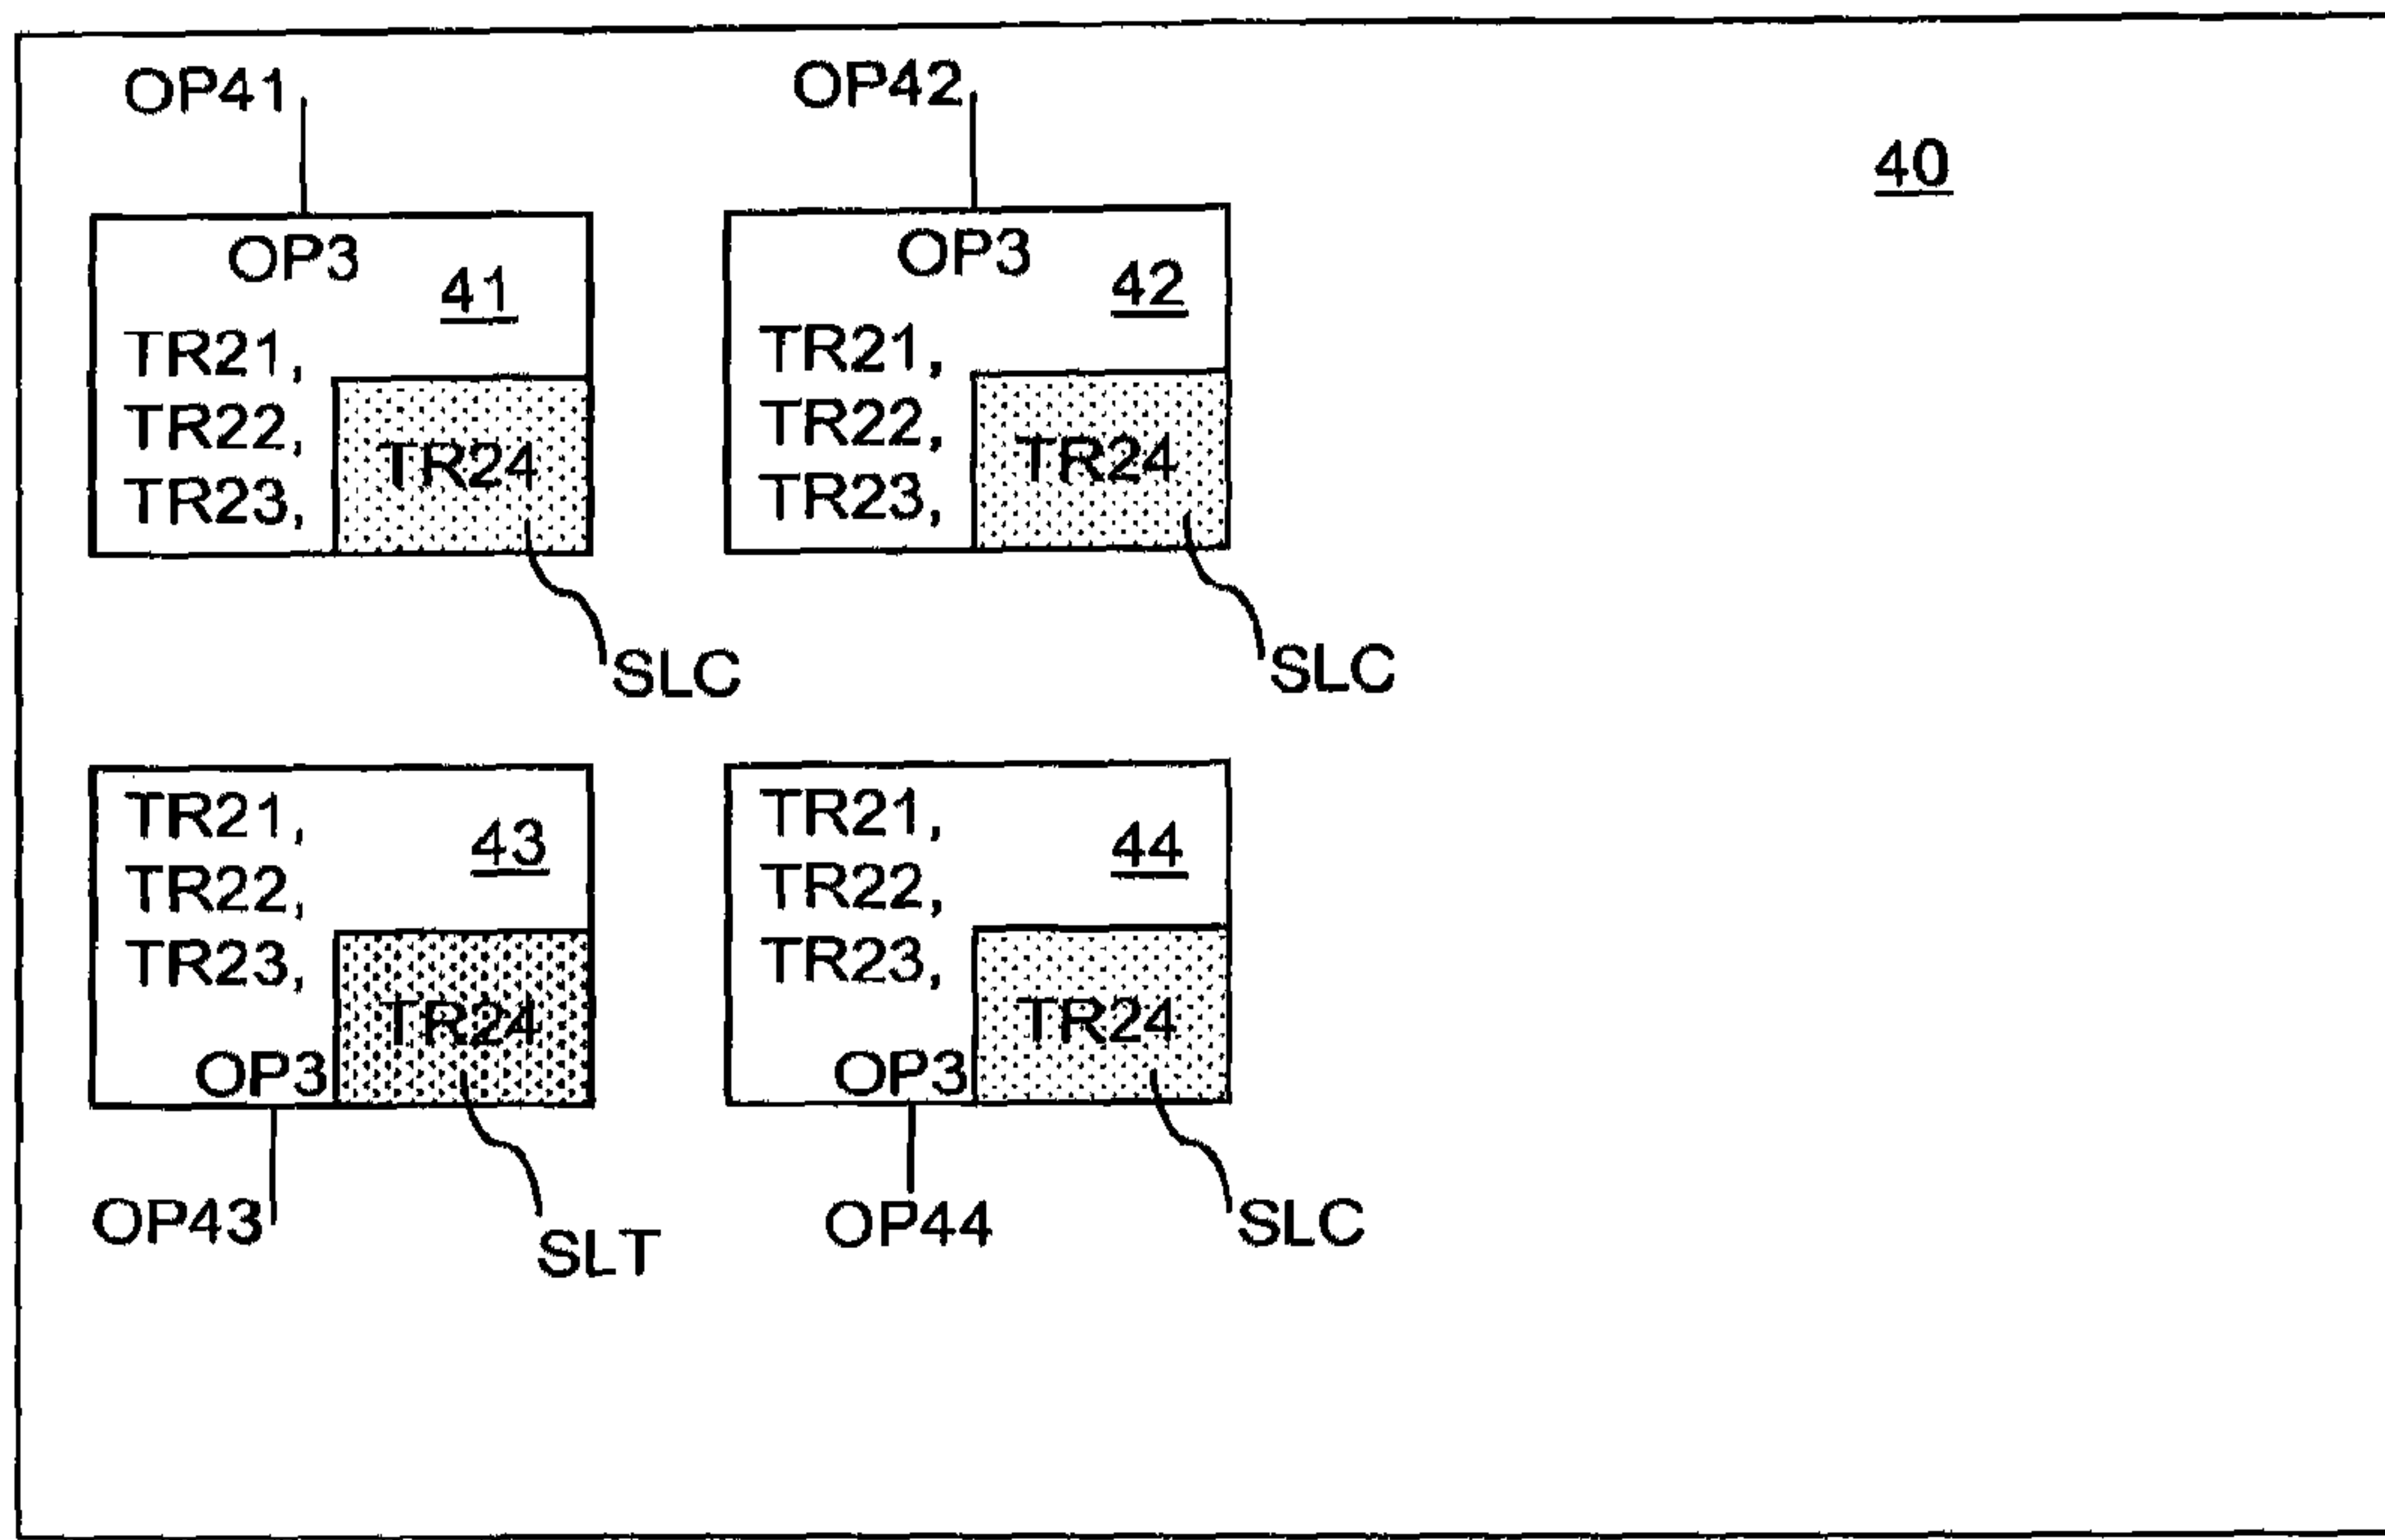 OP41
OP42
40
OP3
41
TR21,
TR22,
TR23,
TR24
SLC
OP3
42
TR21,
TR22,
TR23,
TR24
SLC
TR21,
TR22,
TR23,
43
TR24
OP3
OP43
SLT
TR21,
TR22,
TR23,
44
TR24
OP3
OP44
SLC